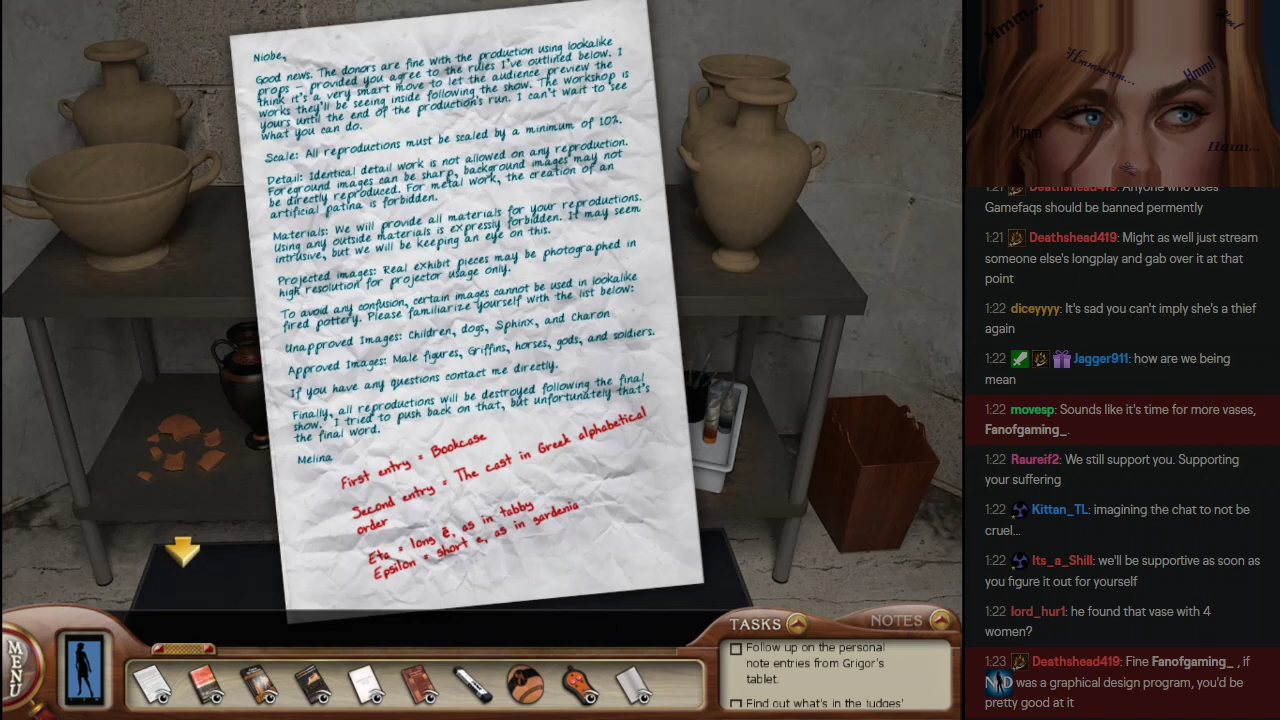 Niobe,
Good news. The donors are fine with the production using lookalike
props - provided you agree to the rules I've outlined below. I
think it's a very smart move to let the audience preview the
works they'll be seeing inside following the show. The workshop is
yours until the end of the production's run. I can't wait to see
what you can do.
Scale: All reproductions must be scaled by a minimum of 10%.
Detail: Identical detail work is not allowed on any reproduction.
Foreground images can be sharp, background images may not
be directly reproduced. For metal work, the creation of an
artificial patina is forbidden.
Materials: We will provide all materials for your reproductions.
Using any outside materials is expressly forbidden. It may seem
intrusive, but we will be keeping an eye on this.
Projected images: Real exhibit pieces may be photographed in
high resolution for projector usage only.
To avoid any confusion, certain images cannot be used in lookalike
fired pottery. Please familiarize yourself with the list below:
Unapproved Images: Children, dogs, Sphinx, and Charon
Approved Images: Male figures, Griffins, horses, gods, and soldiers.
If you have any questions contact me directly.
Finally, all reproductions will be destroyed following the final
show. I tried to push back on that, but unfortunately that's
the final word.
Melina
First entry = Bookcase
Second entry = The cast in Greek alphabetical
order
Eta = long ē, as in tabby
Epsilon = short e, as in gardenia
MENU
TASKS
NOTES
Follow up on the personal
note entries from Grigor's
tablet.
Find out what's in the judges'
Hmm...
Hm!
Hmmmm...
Hmm!
Hmm
Hmm...
1:21 Deathshead419: Anyone who uses
Gamefaqs should be banned permently
1:21 Deathshead419: Might as well just stream
someone else's longplay and gab over it at that
point
1:22 diceyyyy: It's sad you can't imply she's a thief
again
1:22 Jagger911: how are we being
mean
1:22 movesp: Sounds like it's time for more vases,
Fanofgaming_.
1:22 Raureif2: We still support you. Supporting
your suffering
1:22 Kittan_TL: imagining the chat to not be
cruel...
1:22 Its_a_Shill: we'll be supportive as soon as
you figure it out for yourself
1:22 lord_hur1: he found that vase with 4
women?
1:23 Deathshead419: Fine Fanofgaming_ , if
ND was a graphical design program, you'd be
pretty good at it